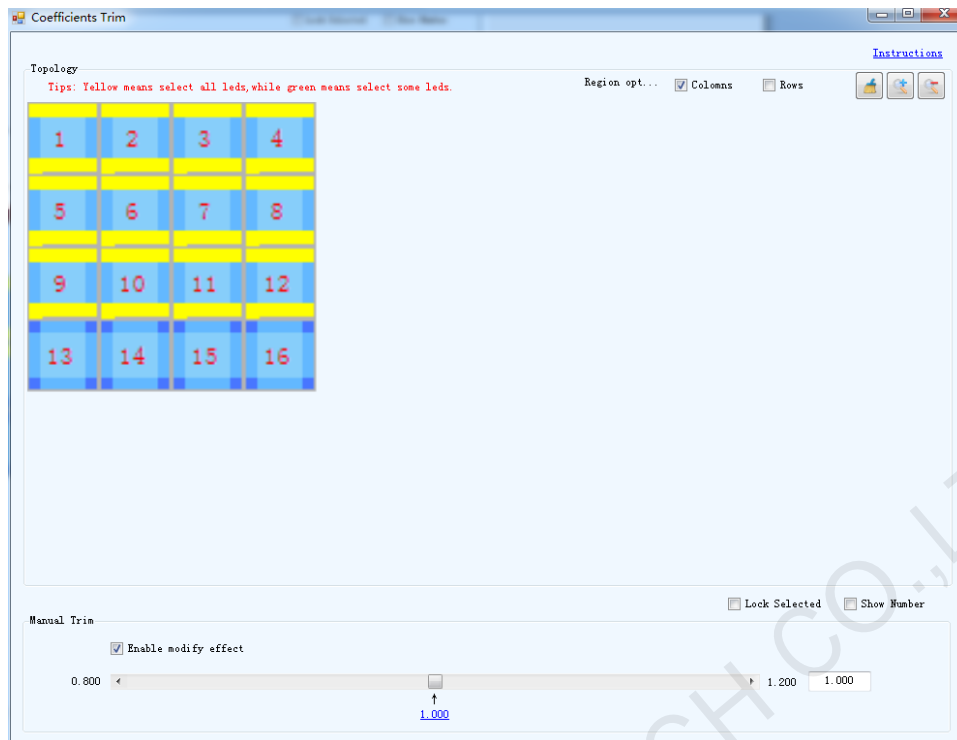 Coefficients Trim
Instructions
Topology
Tips: Yellow means select all leds,while green means select some leds.
Region opt... Colomns Rows
1 2 3 4
5 6 7 8
9 10 11 12
13 14 15 16
Lock Selected Show Number
Manual Trim
Enable modify effect
0.800 1.200 1.000
1.000
CH CO.,